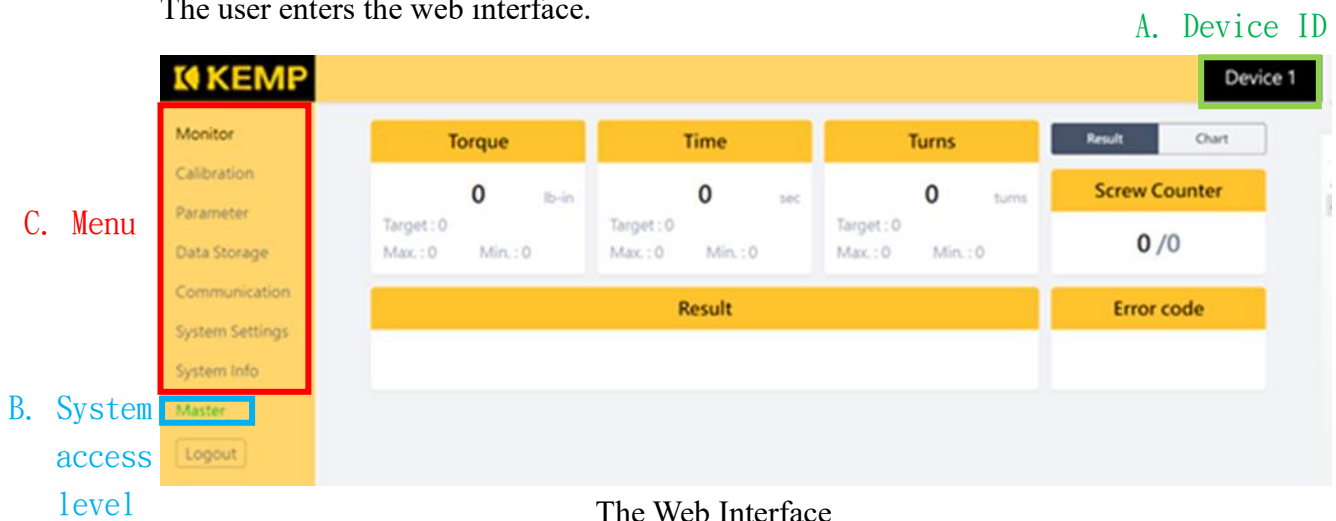 The user enters the web interface.
A. Device ID
KEMP
Device 1
Monitor
Calibration
Parameter
Data Storage
Communication
System Settings
System Info
Master
Logout
C. Menu
B. System
access
level
Torque
0 lb-in
Target : 0
Max. : 0 Min. : 0
Time
0 sec
Target : 0
Max. : 0 Min. : 0
Turns
0 turns
Target : 0
Max. : 0 Min. : 0
Result Chart
Screw Counter
0 /0
Result
Error code
The Web Interface